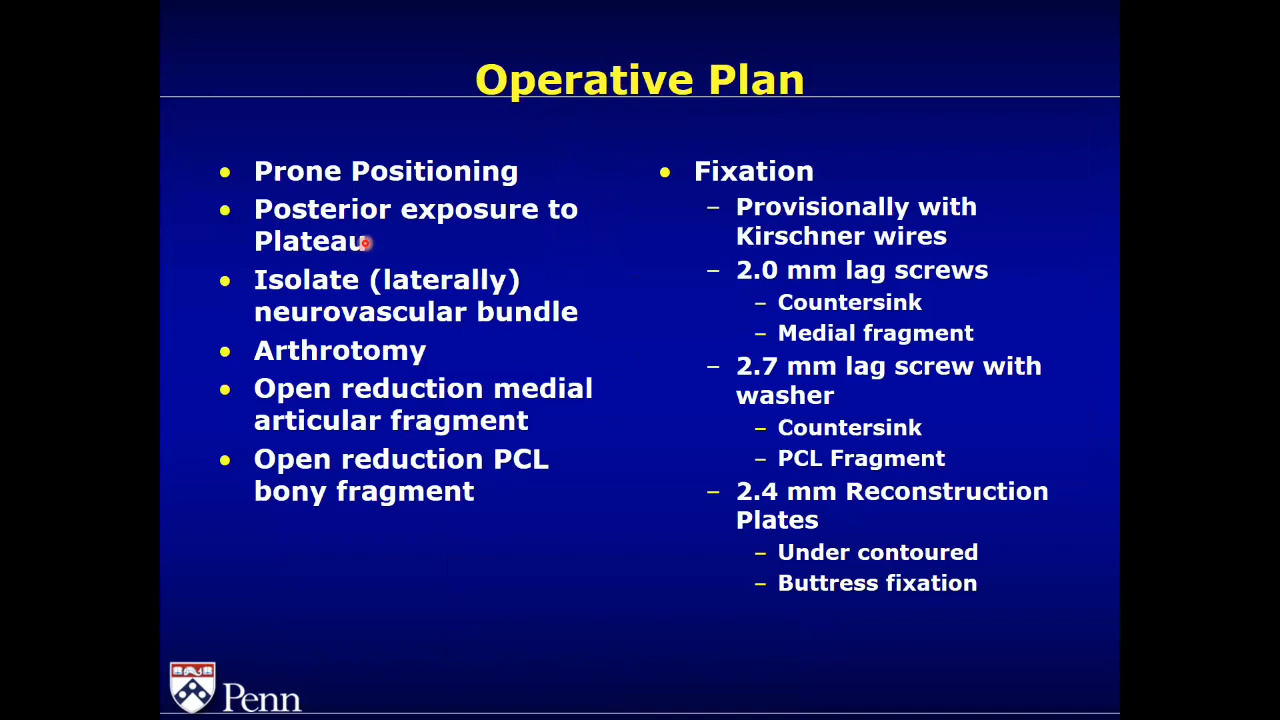 Operative Plan
• Prone Positioning
• Posterior exposure to
Plateau
• Isolate (laterally)
neurovascular bundle
• Arthrotomy
• Open reduction medial
articular fragment
• Open reduction PCL
bony fragment
• Fixation
– Provisionally with
Kirschner wires
– 2.0 mm lag screws
– Countersink
– Medial fragment
– 2.7 mm lag screw with
washer
– Countersink
– PCL Fragment
– 2.4 mm Reconstruction
Plates
– Under contoured
– Buttress fixation
Penn